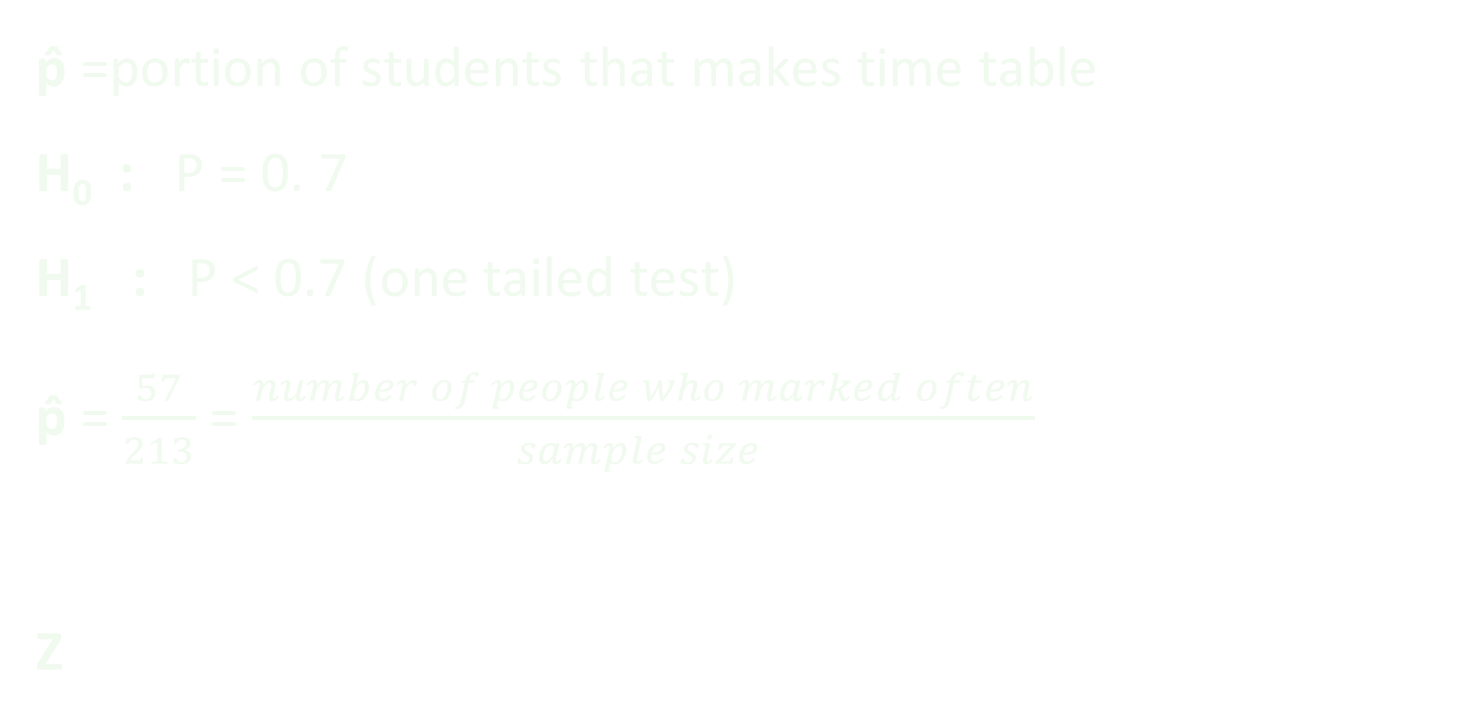 p̂ =portion of students that makes time table
H₀ : P = 0. 7
H₁ : P < 0.7 (one tailed test)
p̂ = 57/213 = number of people who marked often/sample size
Z